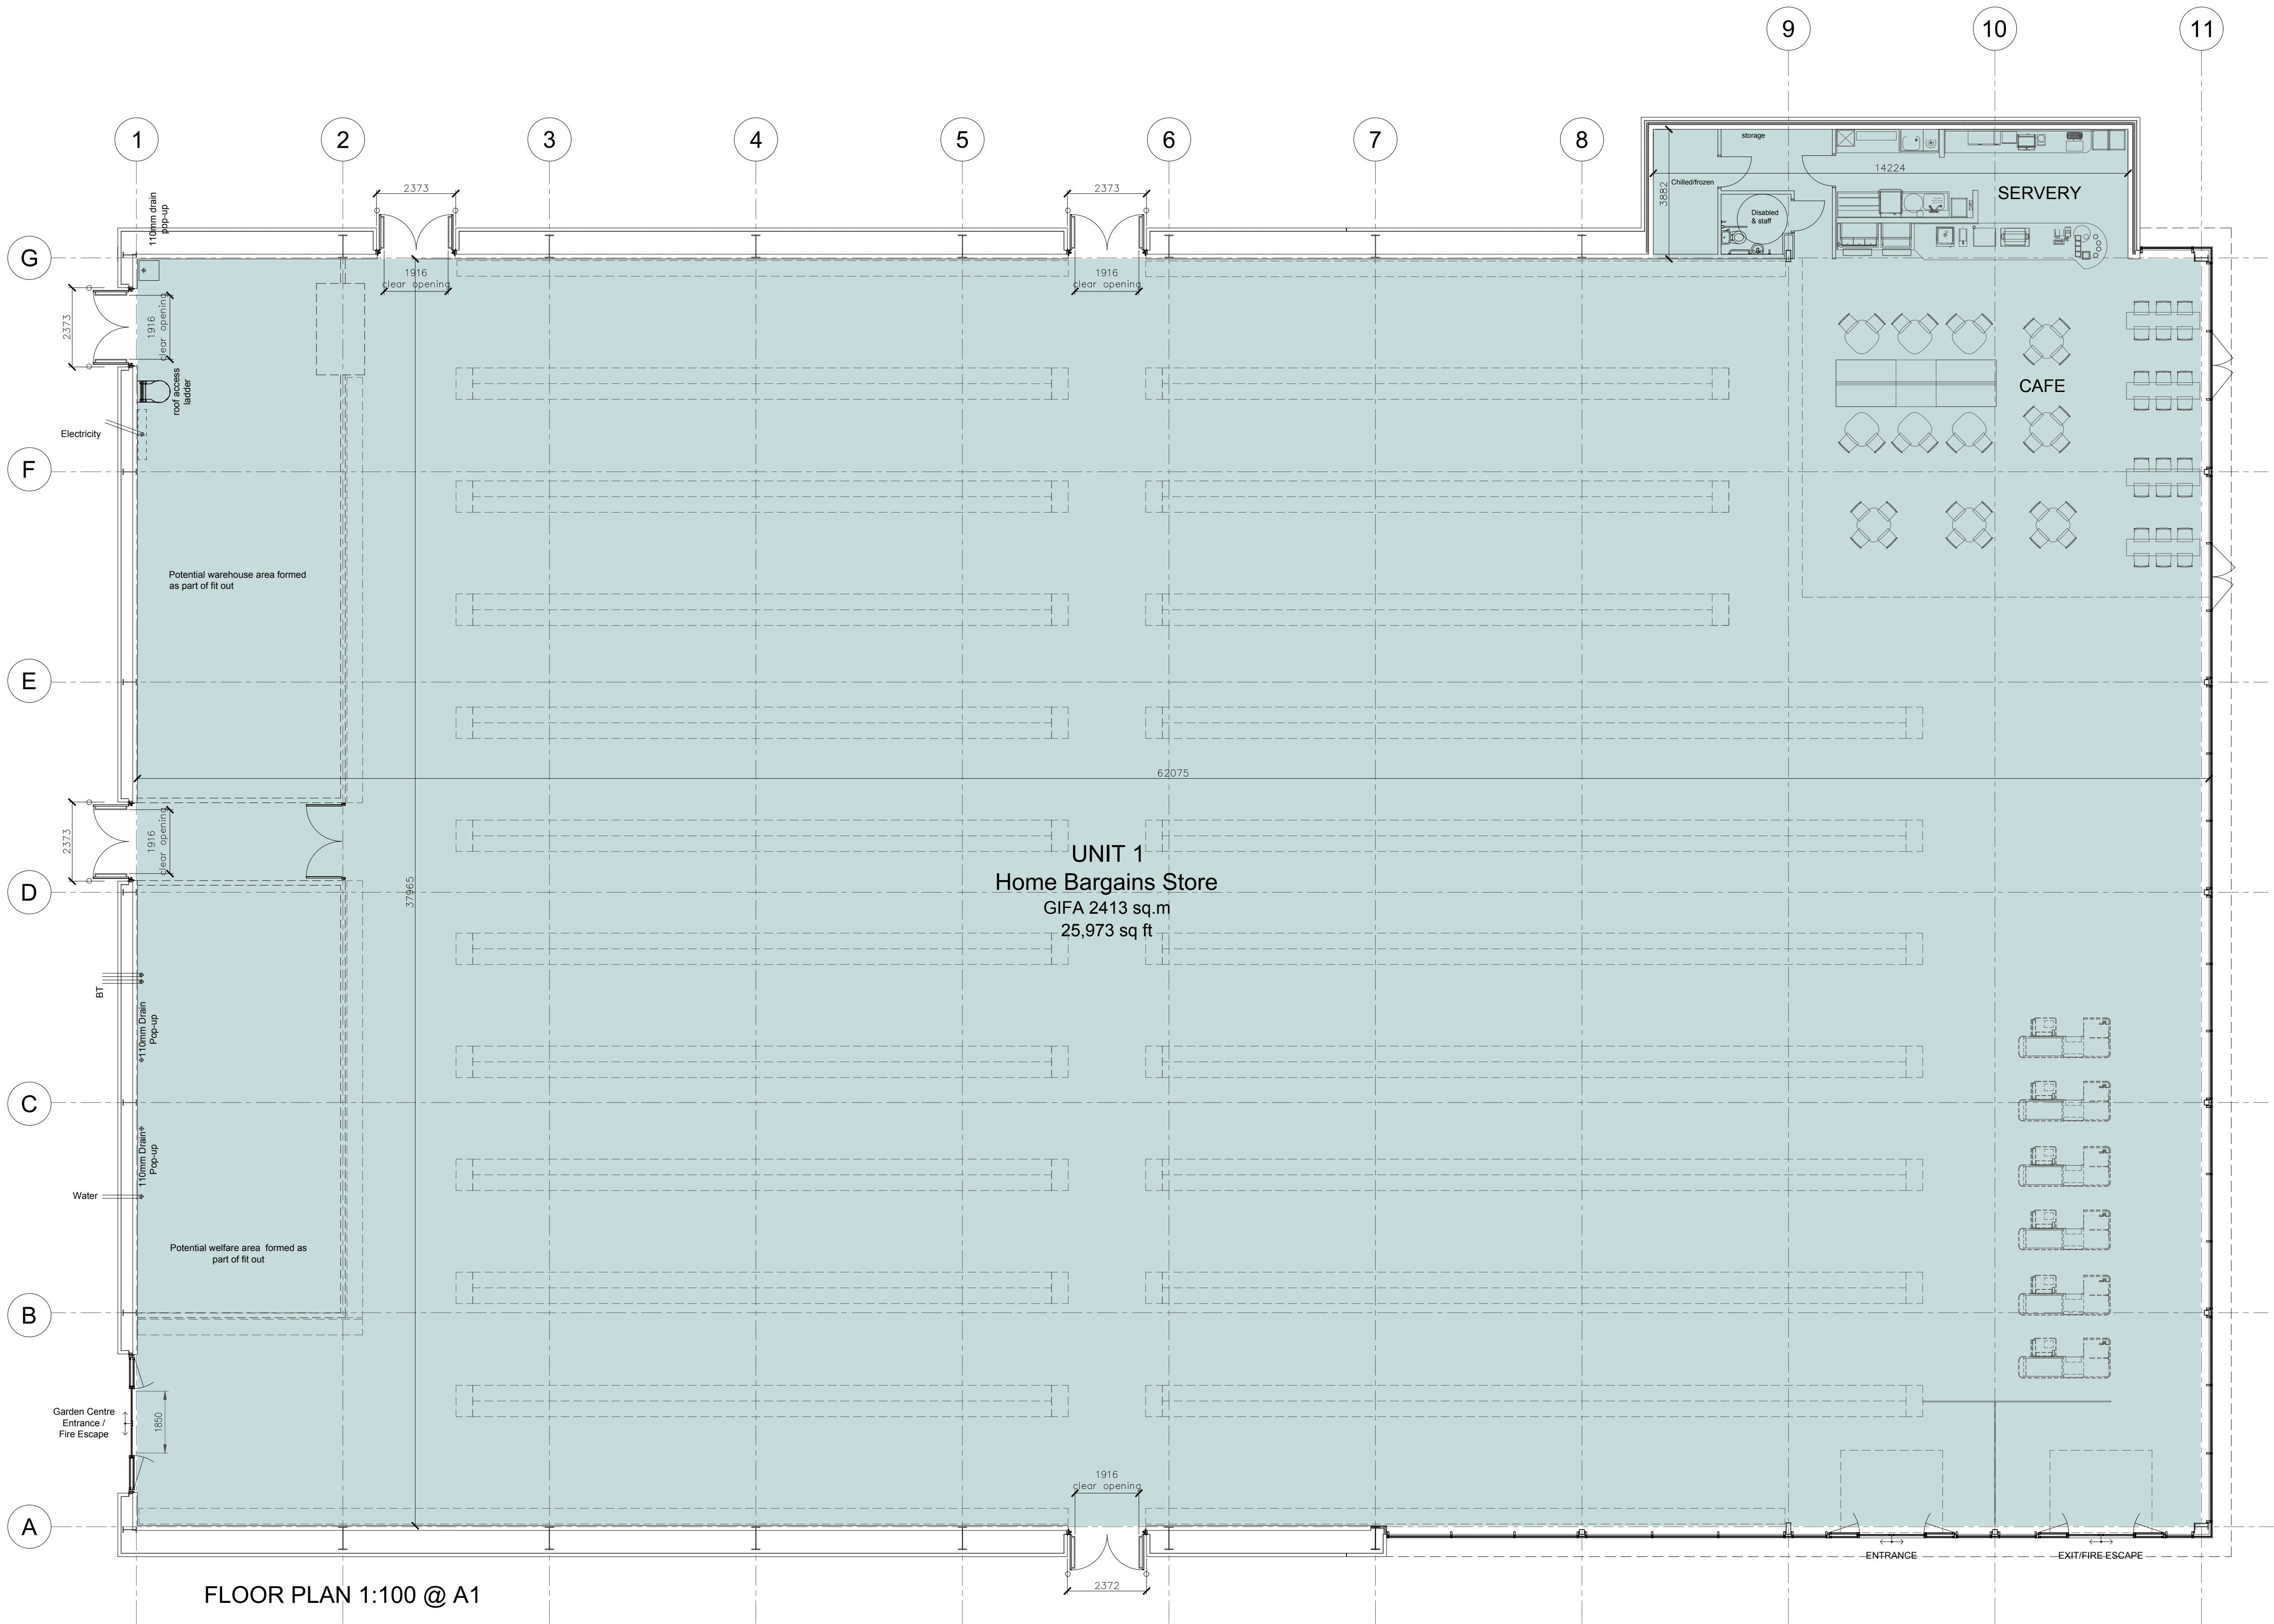 9
10
11
1
2
3
4
5
6
7
8
storage
14224
Chilled/frozen
3882
SERVERY
Disabled
& staff
2373
2373
110mm drain
pop-up
G
1916
clear opening
1916
clear opening
2373
1916
clear opening
roof access
ladder
CAFE
Electricity
F
Potential warehouse area formed
as part of fit out
E
62075
2373
1916
clear opening
UNIT 1
Home Bargains Store
GIFA 2413 sq.m
25,973 sq ft
D
37965
BT
110mm Drain
Pop-up
C
110mm Drain
Pop-up
Water
Potential welfare area formed as
part of fit out
B
Garden Centre
Entrance /
Fire Escape
1850
1916
clear opening
A
ENTRANCE
EXIT/FIRE ESCAPE
2372
FLOOR PLAN 1:100 @ A1